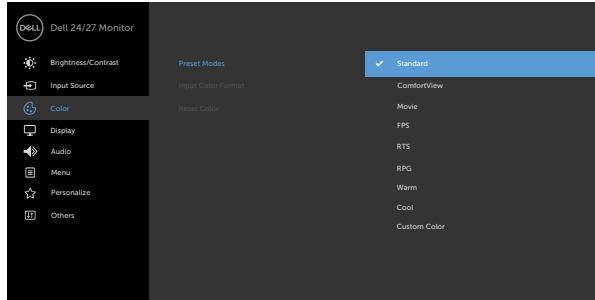 DELL
Dell 24/27 Monitor
Brightness/Contrast
Input Source
Color
Display
Audio
Menu
Personalize
Others
Preset Modes
Input Color Format
Reset Color
Standard
ComfortView
Movie
FPS
RTS
RPG
Warm
Cool
Custom Color